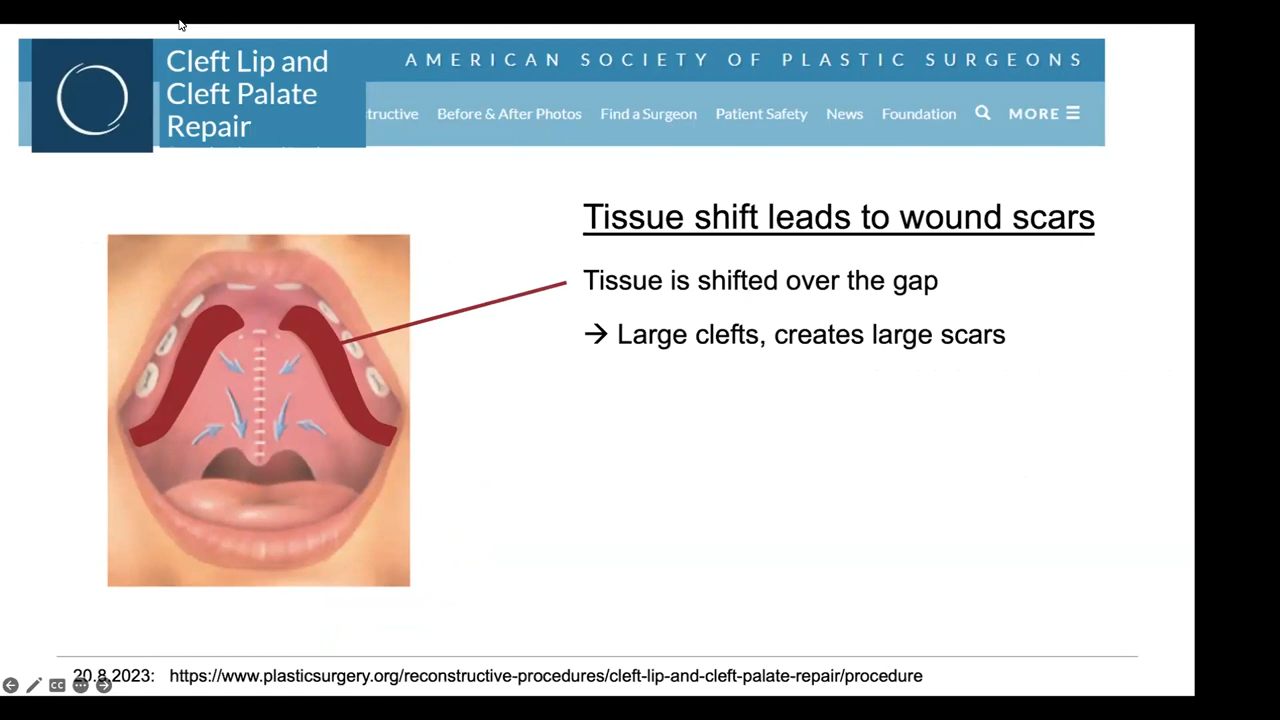 Cleft Lip and
Cleft Palate
Repair
AMERICAN SOCIETY OF PLASTIC SURGEONS
tructive Before & After Photos Find a Surgeon Patient Safety News Foundation MORE
Tissue shift leads to wound scars
Tissue is shifted over the gap
→ Large clefts, creates large scars
20.8.2023: https://www.plasticsurgery.org/reconstructive-procedures/cleft-lip-and-cleft-palate-repair/procedure
CC